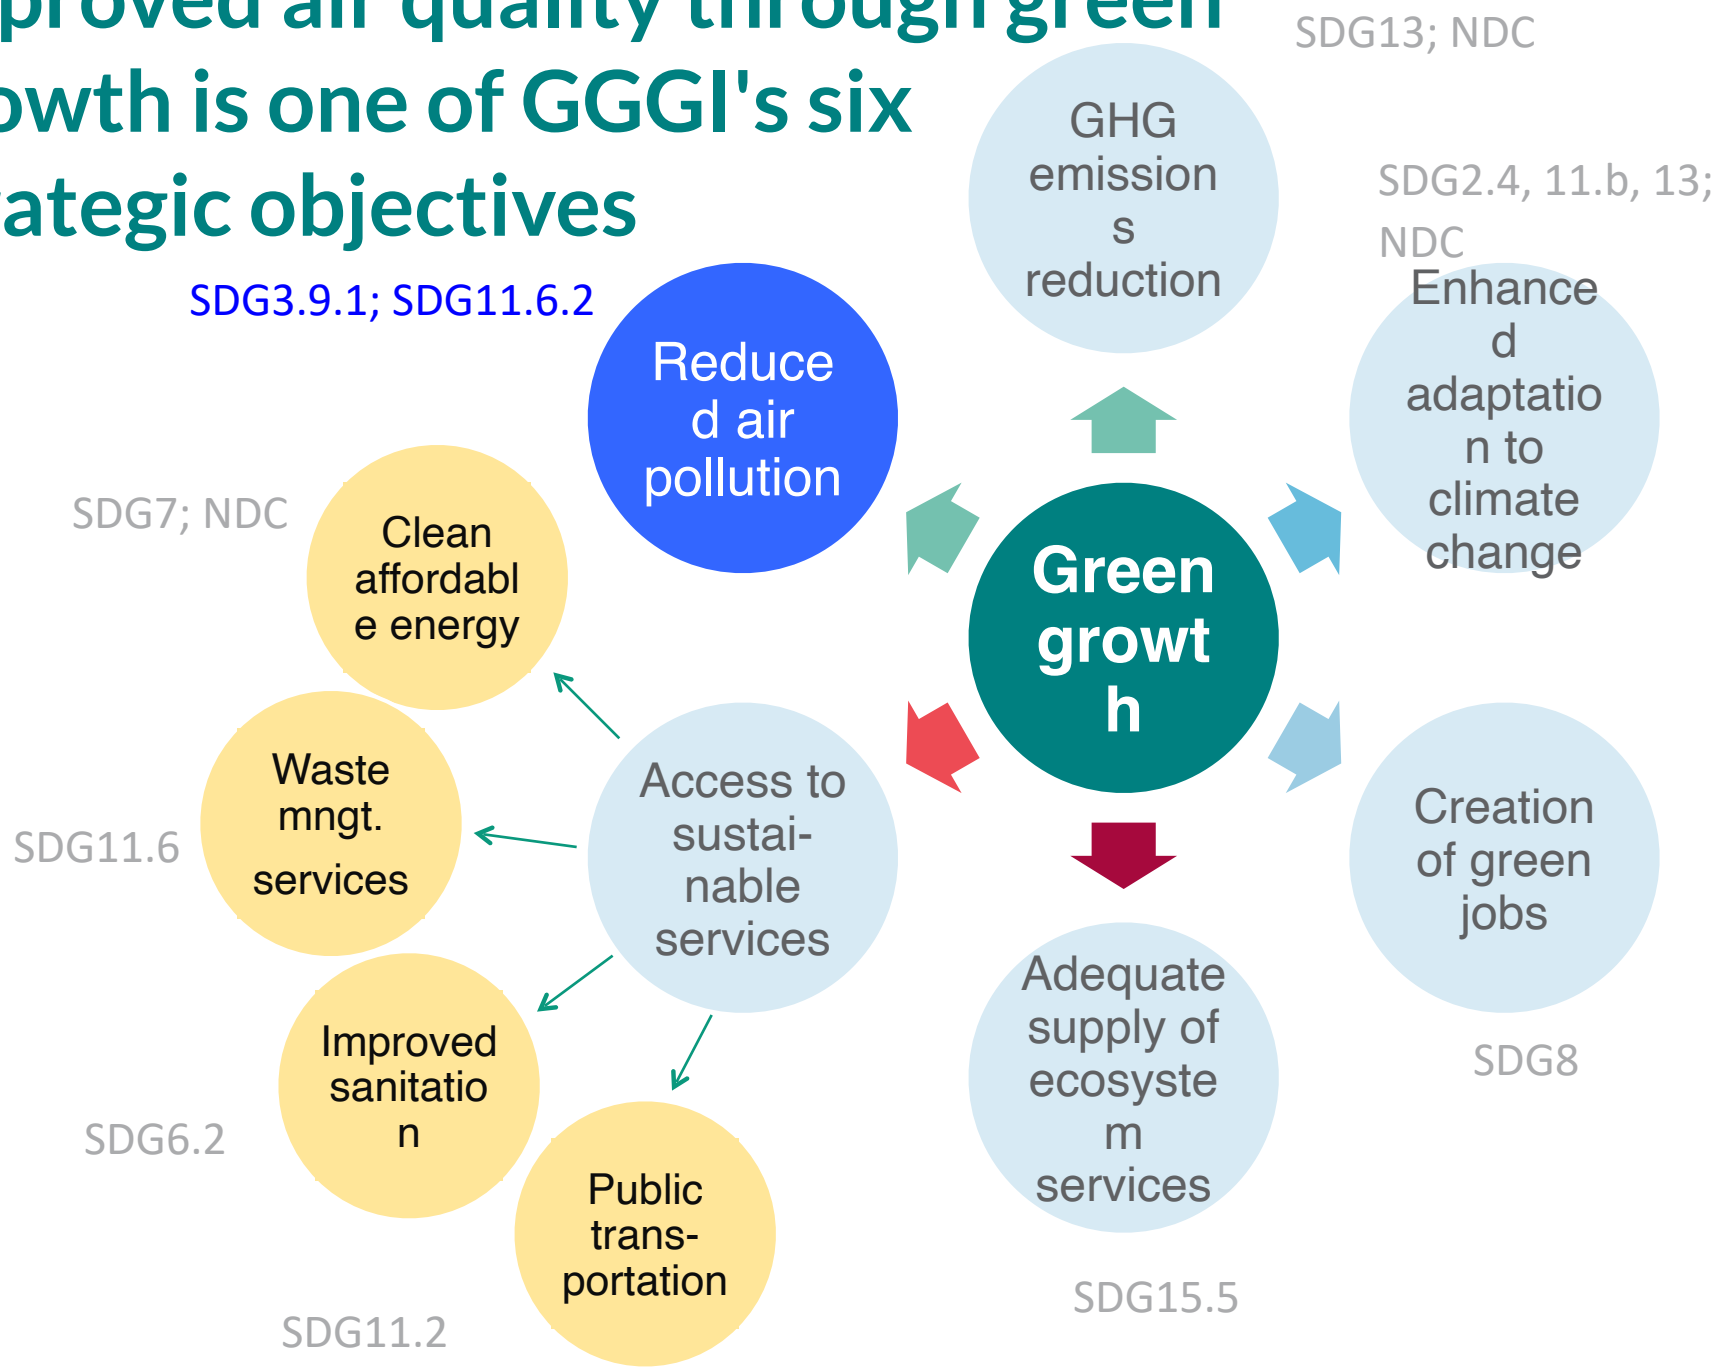 proved air quality through green
owth is one of GGGI's six
ategic objectives
SDG13; NDC
GHG
emission
s
reduction
SDG2.4, 11.b, 13;
NDC
Enhance
d
adaptatio
n to
climate
change
SDG3.9.1; SDG11.6.2
Reduce
d air
pollution
SDG7; NDC
Clean
affordabl
e energy
Green
growt
h
Waste
mngt.
services
SDG11.6
Access to
sustai-
nable
services
Creation
of green
jobs
SDG8
Improved
sanitatio
n
SDG6.2
Adequate
supply of
ecosyste
m
services
SDG15.5
Public
trans-
portation
SDG11.2